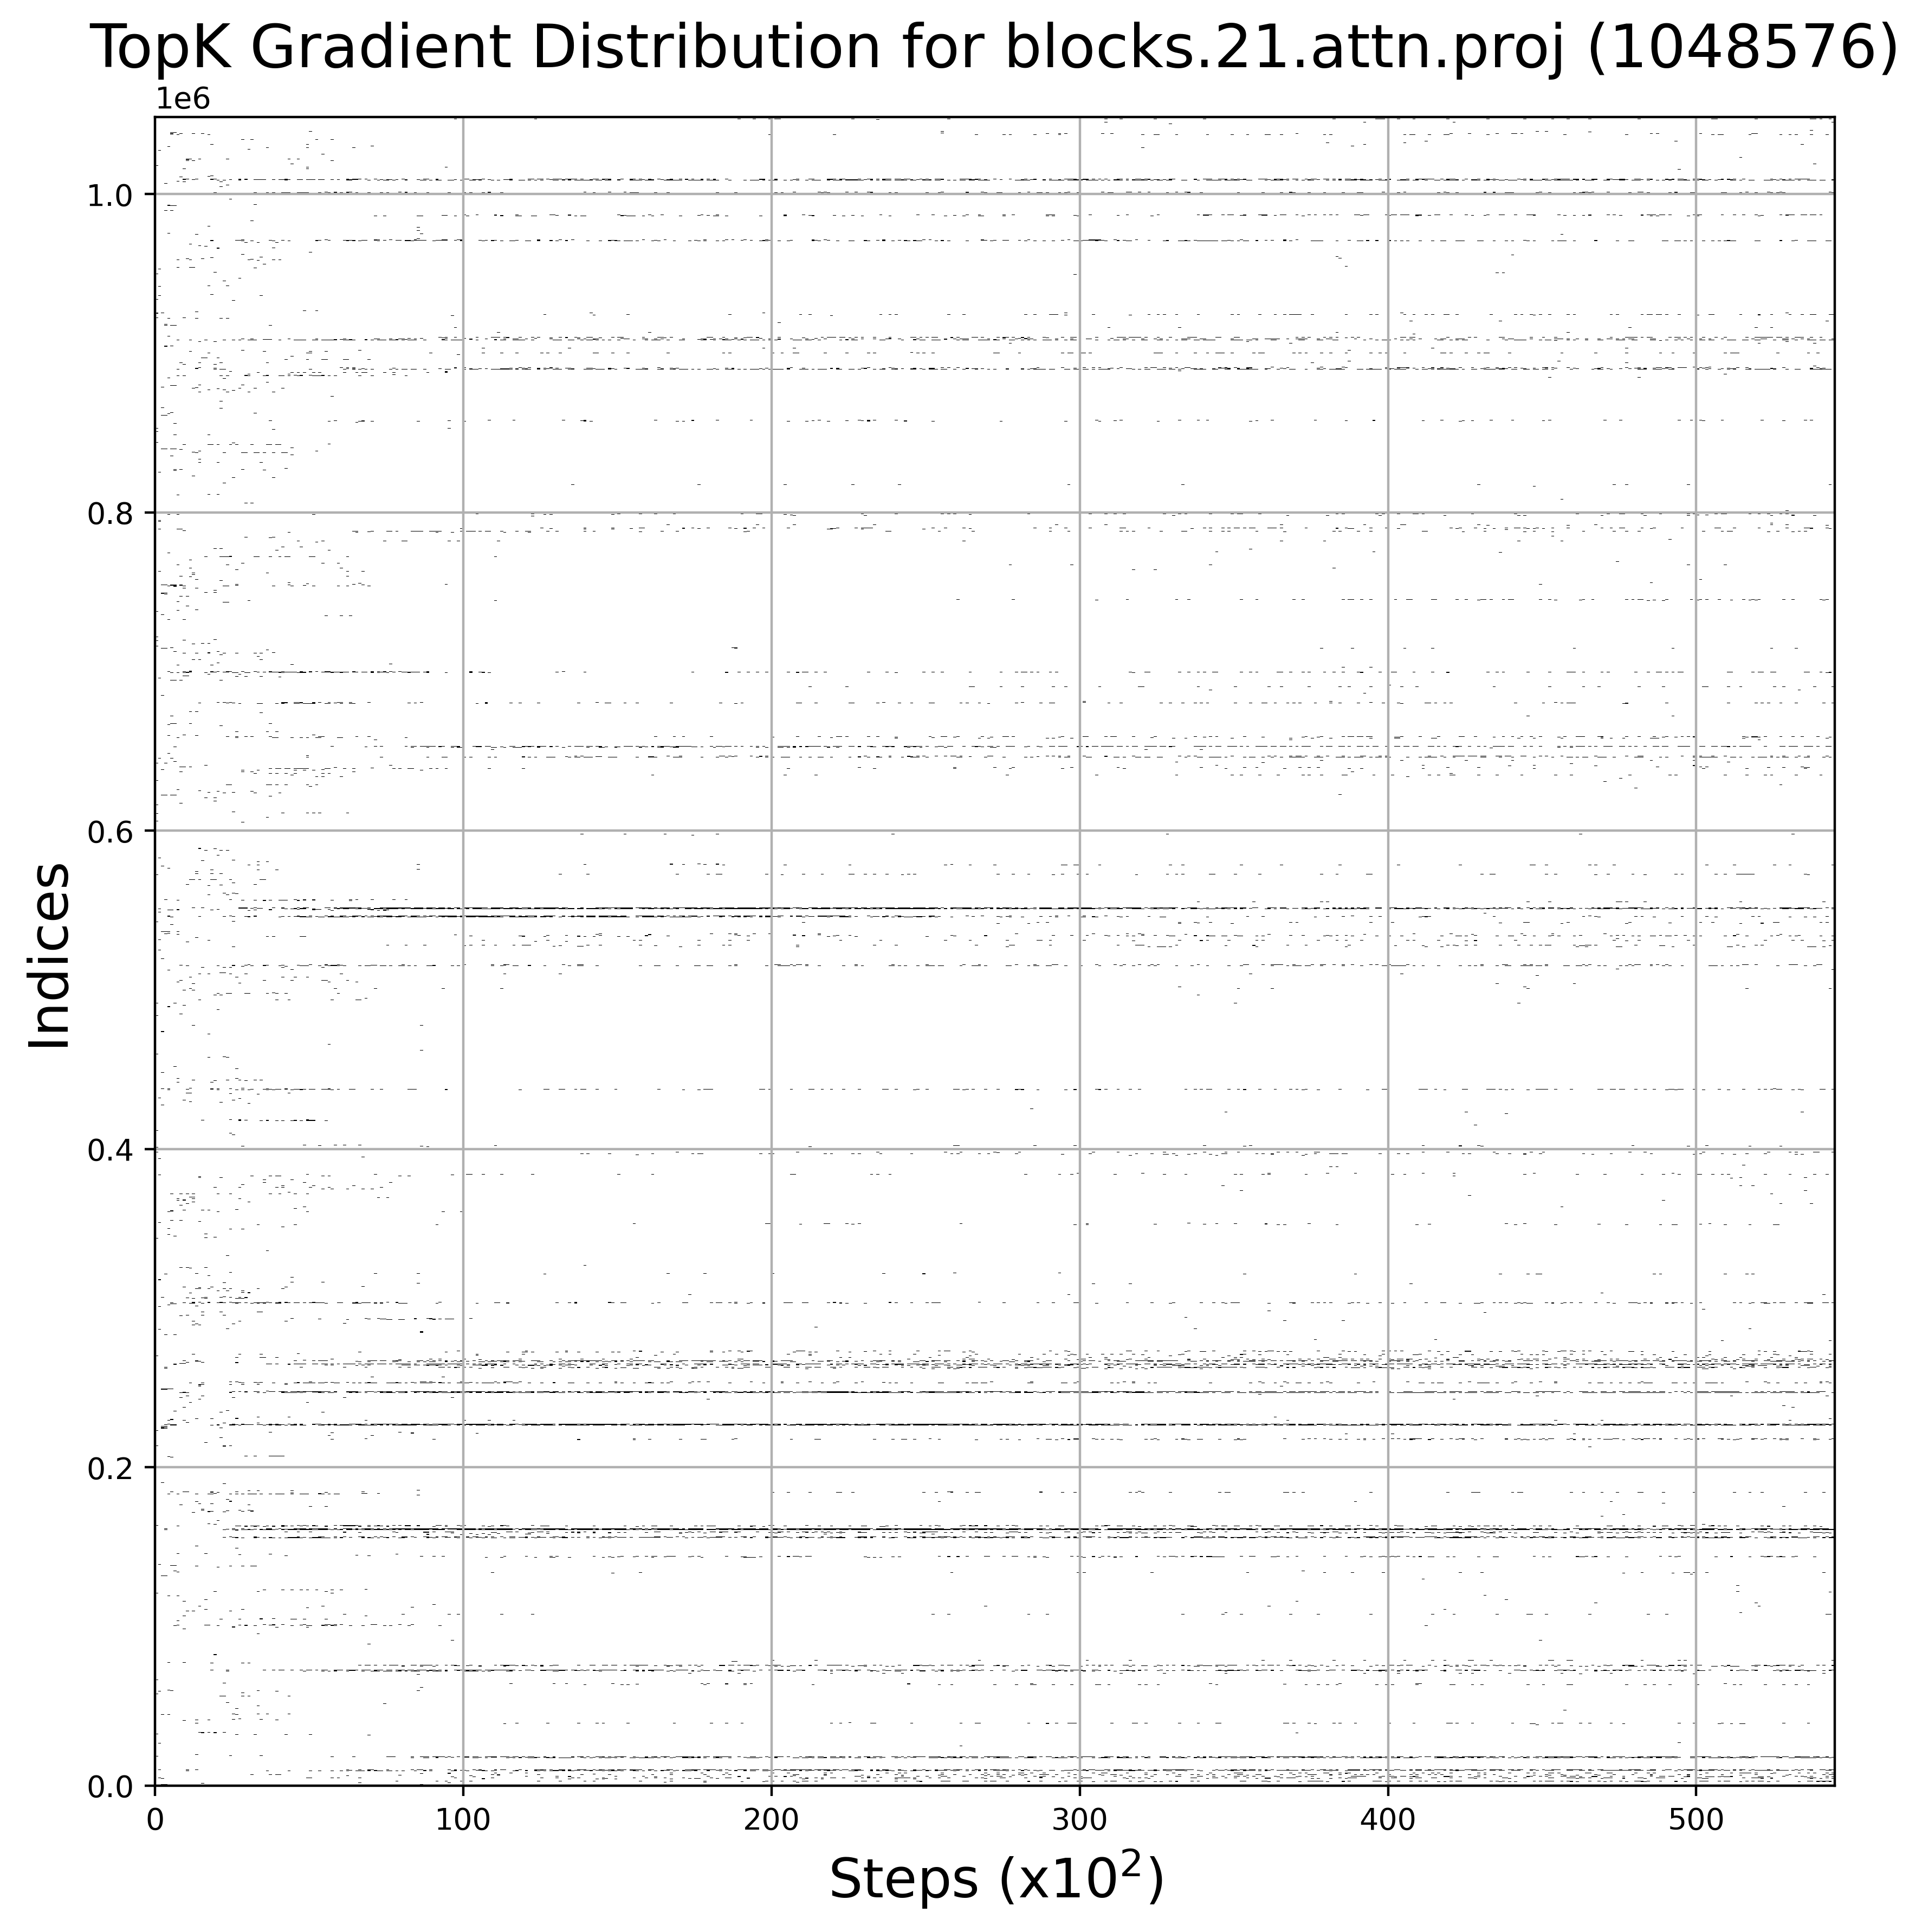 TopK Gradient Distribution for blocks.21.attn.proj (1048576)
1e6
1.0
0.8
0.6
0.4
0.2
0.0
Indices
0 100 200 300 400 500
Steps (x10²)